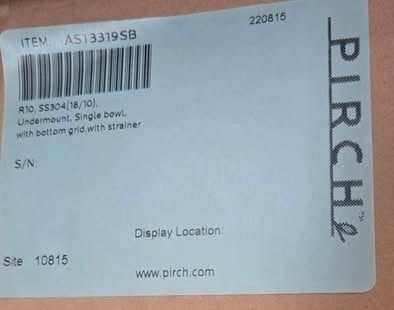 220815
ITEM: AST3319SB
R10, SS304(18/10),
Undermount, Single bowl,
with bottom grid,with strainer
S/N:
Display Location:
Site 10815
www.pirch.com
PIRCH